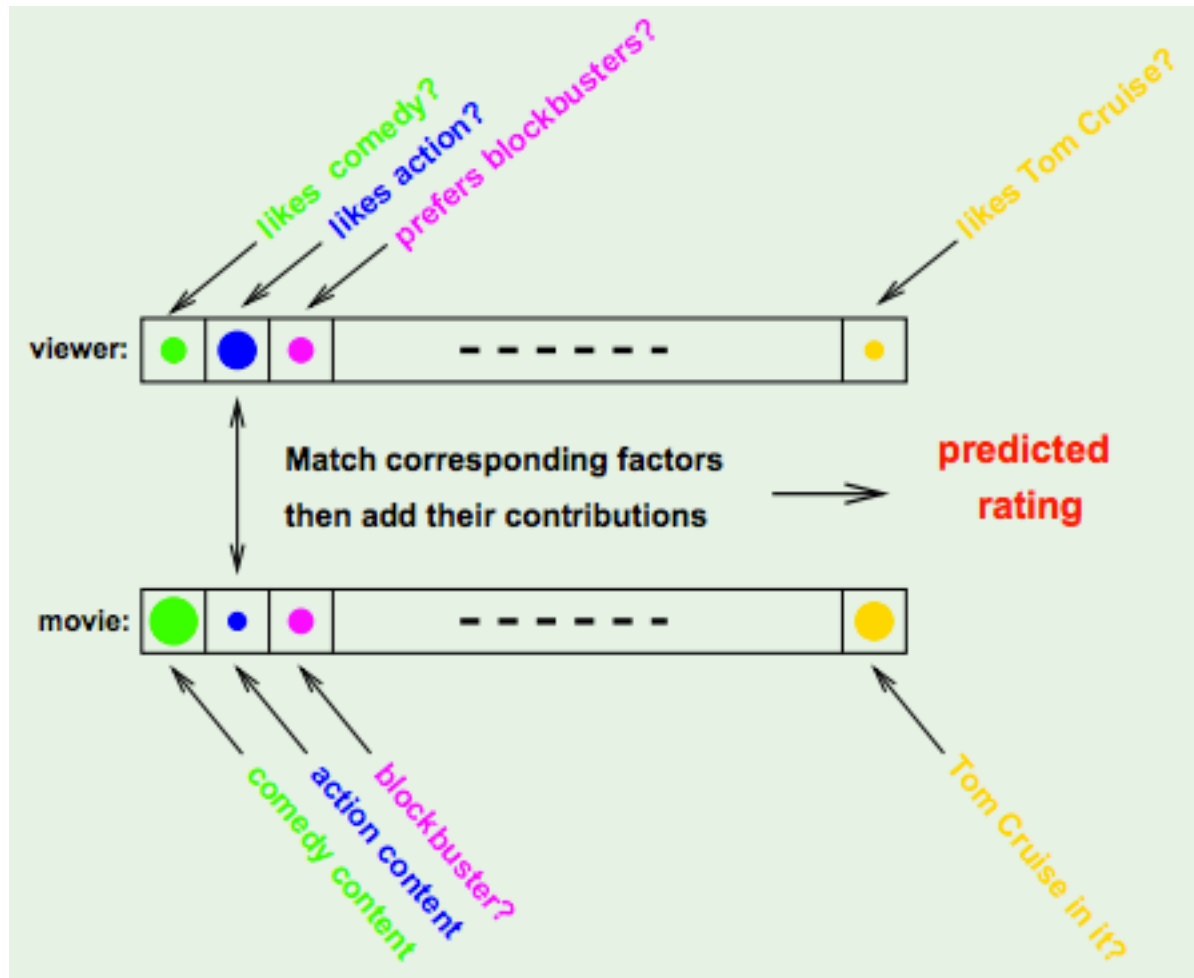 likes comedy?
likes action?
prefers blockbusters?
likes Tom Cruise?
viewer:
Match corresponding factors
then add their contributions
predicted
rating
movie:
comedy content
action content
blockbuster?
Tom Cruise in it?